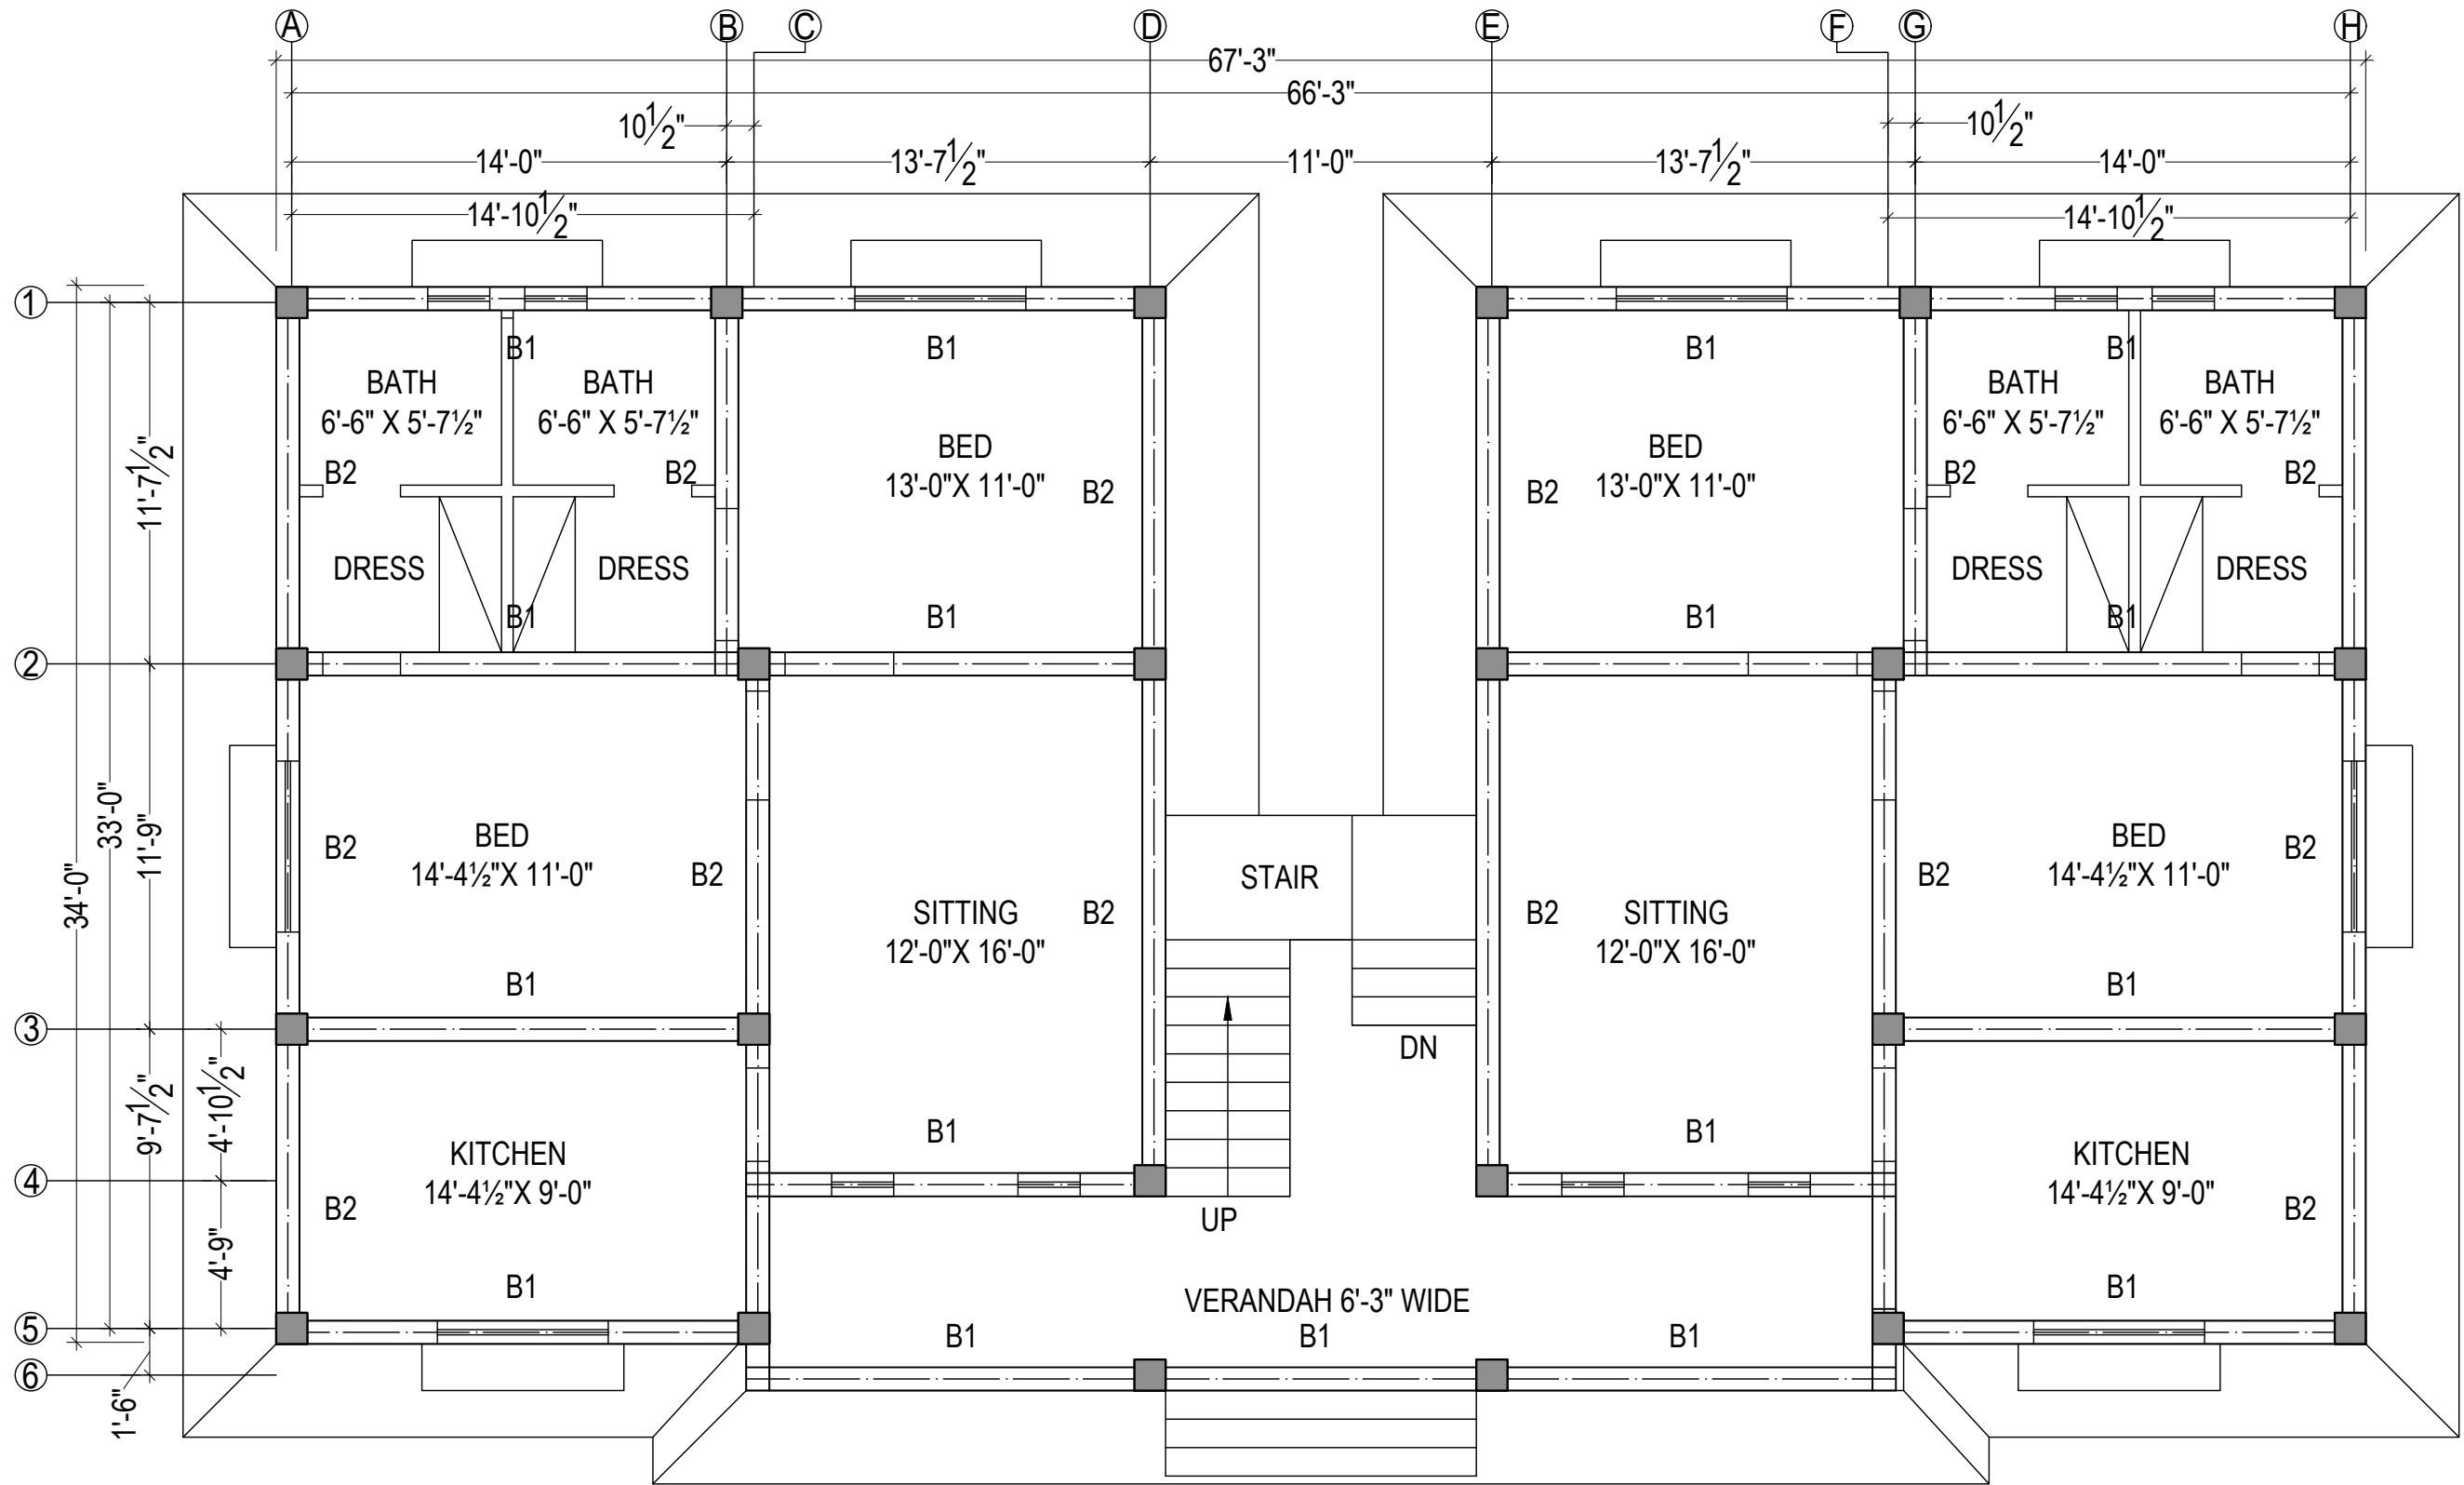 A B C D E F G H
67'-3"
66'-3"
10½" 10½"
14'-0" 13'-7½" 11'-0" 13'-7½" 14'-0"
14'-10½" 14'-10½"
1
B1 B1 B1 B1
BATH BATH BATH BATH
6'-6" X 5'-7½" 6'-6" X 5'-7½" 6'-6" X 5'-7½" 6'-6" X 5'-7½"
BED BED
13'-0"X 11'-0" 13'-0"X 11'-0"
B2 B2 B2 B2
B2 B2
11'-7½"
DRESS DRESS DRESS DRESS
B1 B1 B1 B1
2
34'-0"
33'-0"
11'-9"
BED BED
14'-4½"X 11'-0" 14'-4½"X 11'-0"
B2 B2 B2 B2
STAIR
SITTING SITTING
12'-0"X 16'-0" 12'-0"X 16'-0"
B2 B2
B1 B1
3
DN
9'-7½"
4'-10½"
B1 B1
KITCHEN KITCHEN
14'-4½"X 9'-0" 14'-4½"X 9'-0"
4
B2 B2
UP
4'-9"
B1 B1
VERANDAH 6'-3" WIDE
5
B1 B1 B1
6
1'-6"